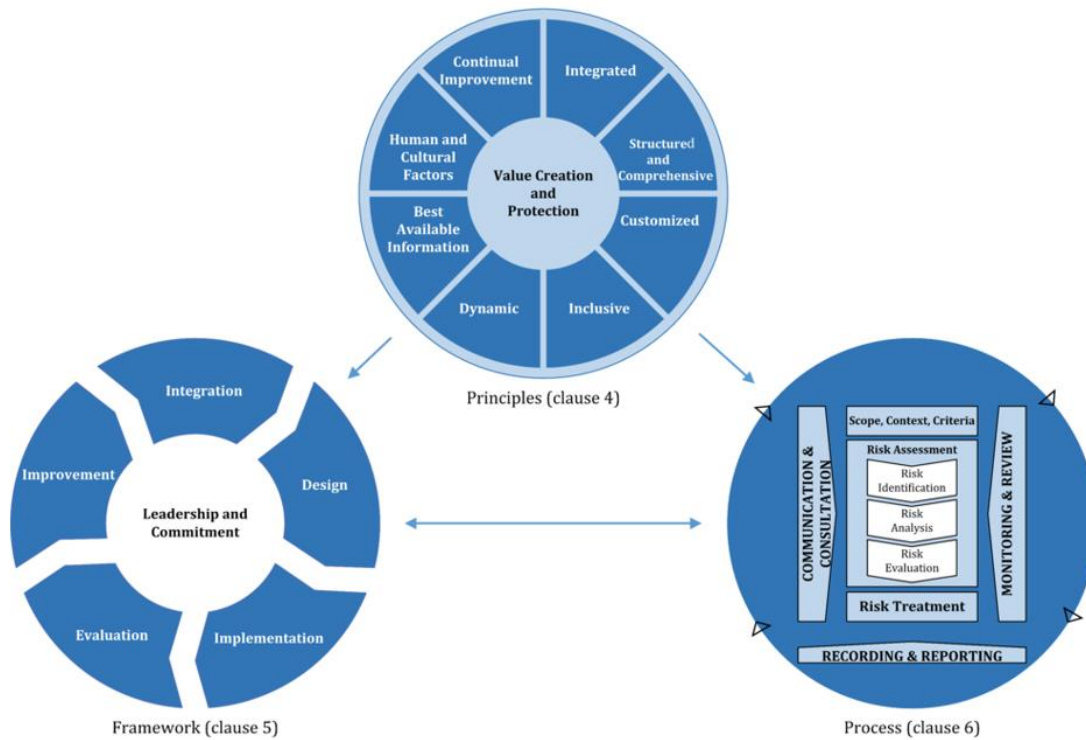 Continual
Improvement
Integrated
Human and
Cultural
Factors
Structured
and
Comprehensive
Value Creation
and
Protection
Best
Available
Information
Customized
Dynamic
Inclusive
Principles (clause 4)
Integration
Improvement
Design
Leadership and
Commitment
Evaluation
Implementation
Framework (clause 5)
Scope, Context, Criteria
Risk Assessment
Risk
Identification
Risk
Analysis
Risk
Evaluation
Risk Treatment
COMMUNICATION &
CONSULTATION
MONITORING & REVIEW
RECORDING & REPORTING
Process (clause 6)